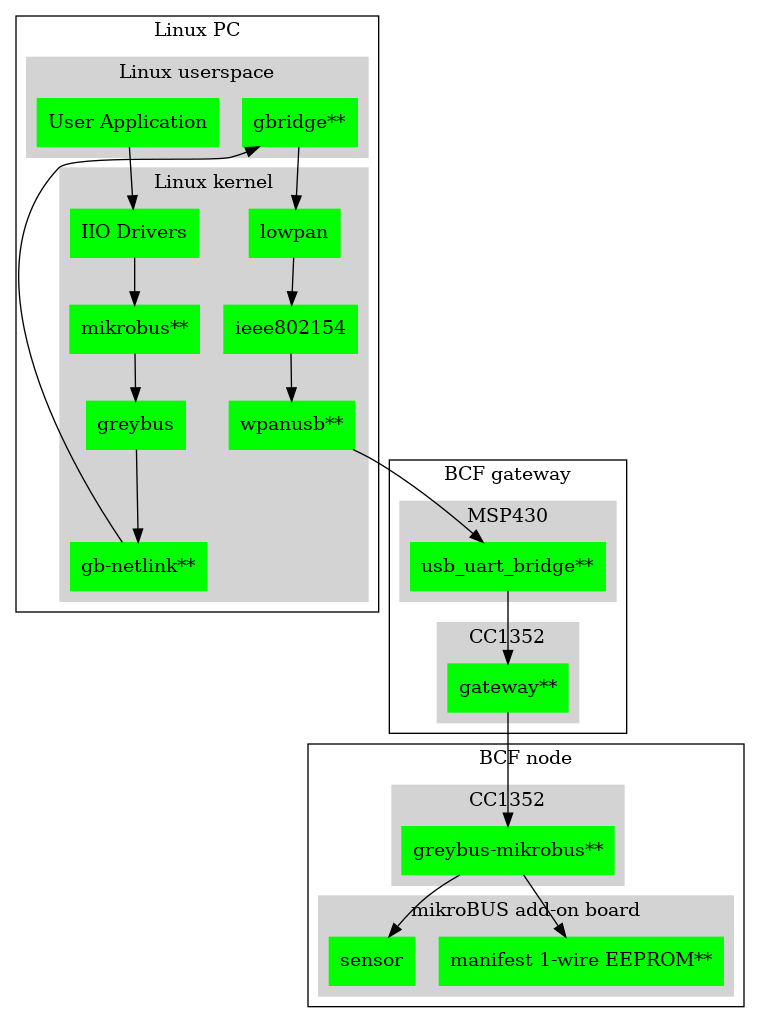 Linux PC
Linux userspace
User Application
gbridge**
Linux kernel
IIO Drivers
lowpan
mikrobus**
ieee802154
greybus
wpanusb**
gb-netlink**
BCF gateway
MSP430
usb_uart_bridge**
CC1352
gateway**
BCF node
CC1352
greybus-mikrobus**
mikroBUS add-on board
sensor
manifest 1-wire EEPROM**